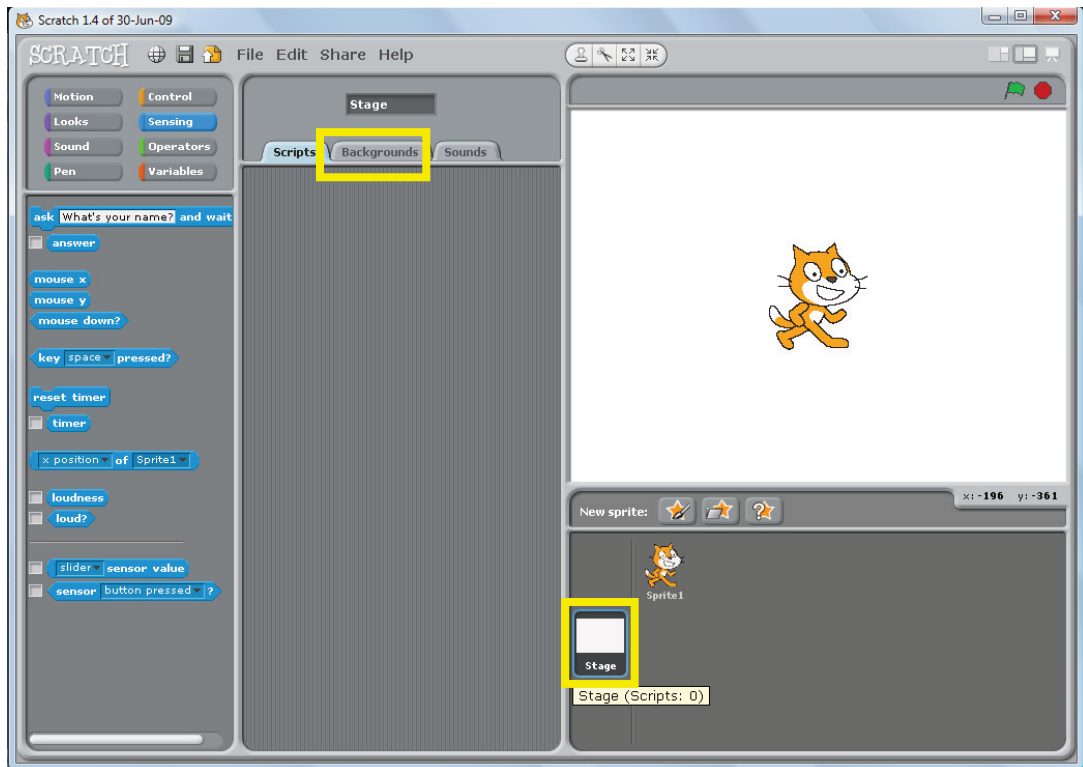 Scratch 1.4 of 30-Jun-09
SCRATCH File Edit Share Help
Motion Control
Looks Sensing
Sound Operators
Pen Variables
Stage
Scripts Backgrounds Sounds
ask What's your name? and wait
answer
mouse x
mouse y
mouse down?
key space pressed?
reset timer
timer
x position of Sprite1
loudness
loud?
slider sensor value
sensor button pressed ?
x: -196 y: -361
New sprite:
Sprite1
Stage
Stage (Scripts: 0)